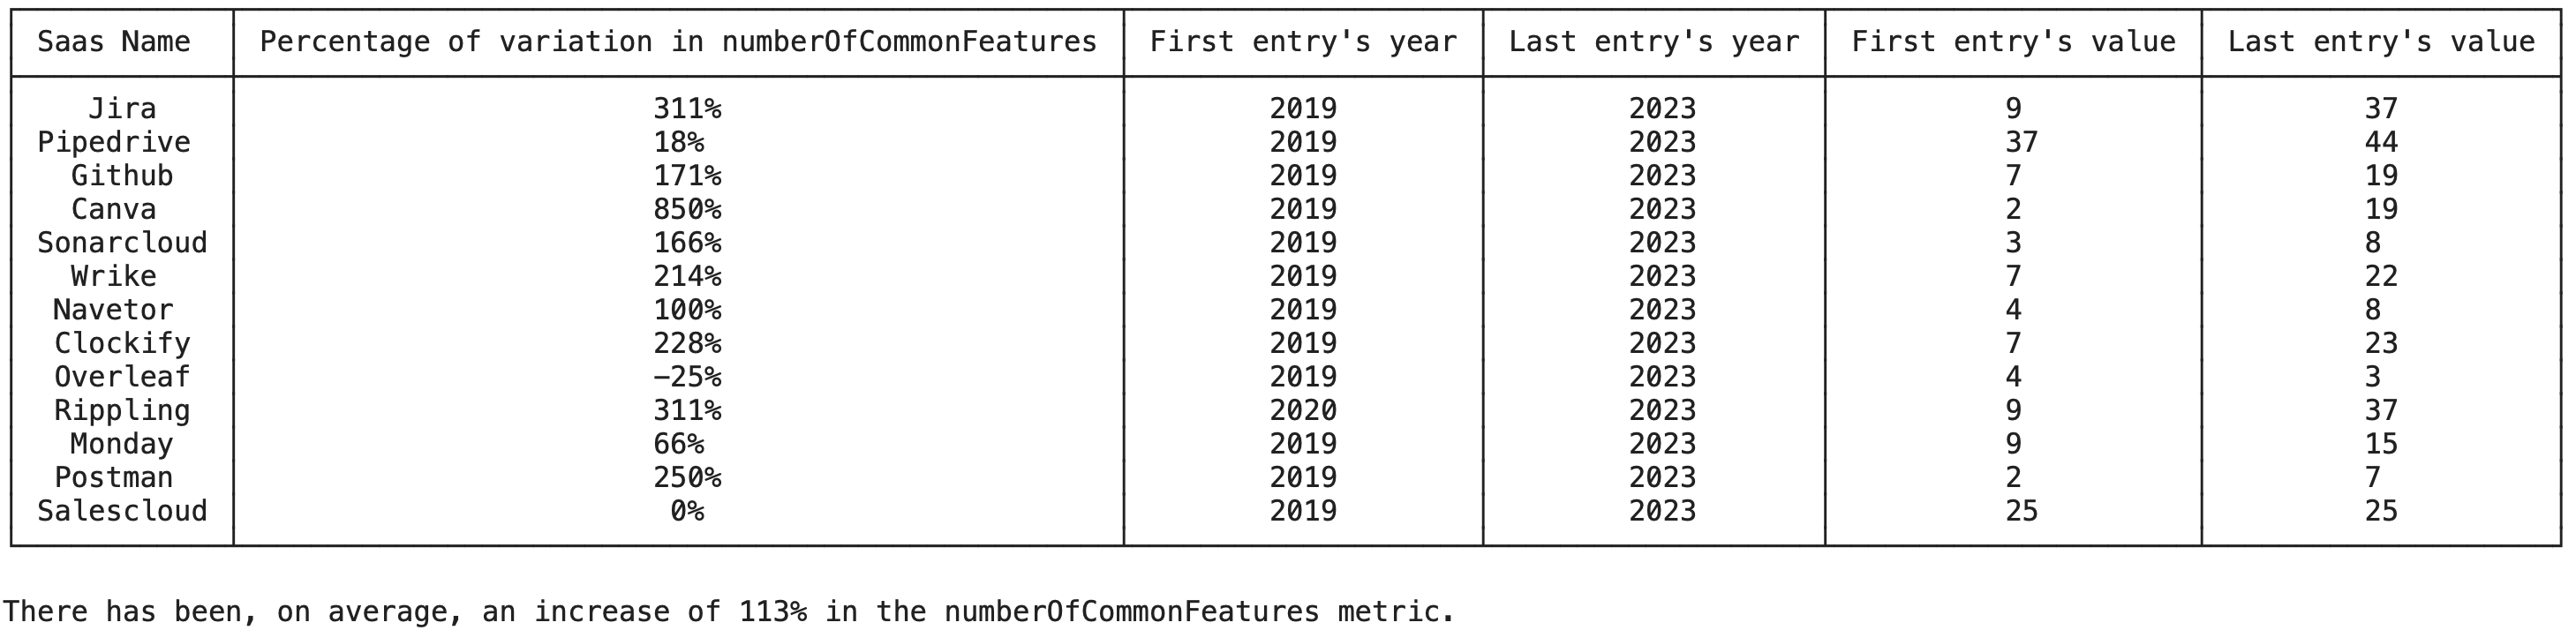 Saas Name Percentage of variation in numberOfCommonFeatures First entry's year Last entry's year First entry's value Last entry's value
Jira 311% 2019 2023 9 37
Pipedrive 18% 2019 2023 37 44
Github 171% 2019 2023 7 19
Canva 850% 2019 2023 2 19
Sonarcloud 166% 2019 2023 3 8
Wrike 214% 2019 2023 7 22
Navetor 100% 2019 2023 4 8
Clockify 228% 2019 2023 7 23
Overleaf −25% 2019 2023 4 3
Rippling 311% 2020 2023 9 37
Monday 66% 2019 2023 9 15
Postman 250% 2019 2023 2 7
Salescloud 0% 2019 2023 25 25
There has been, on average, an increase of 113% in the numberOfCommonFeatures metric.